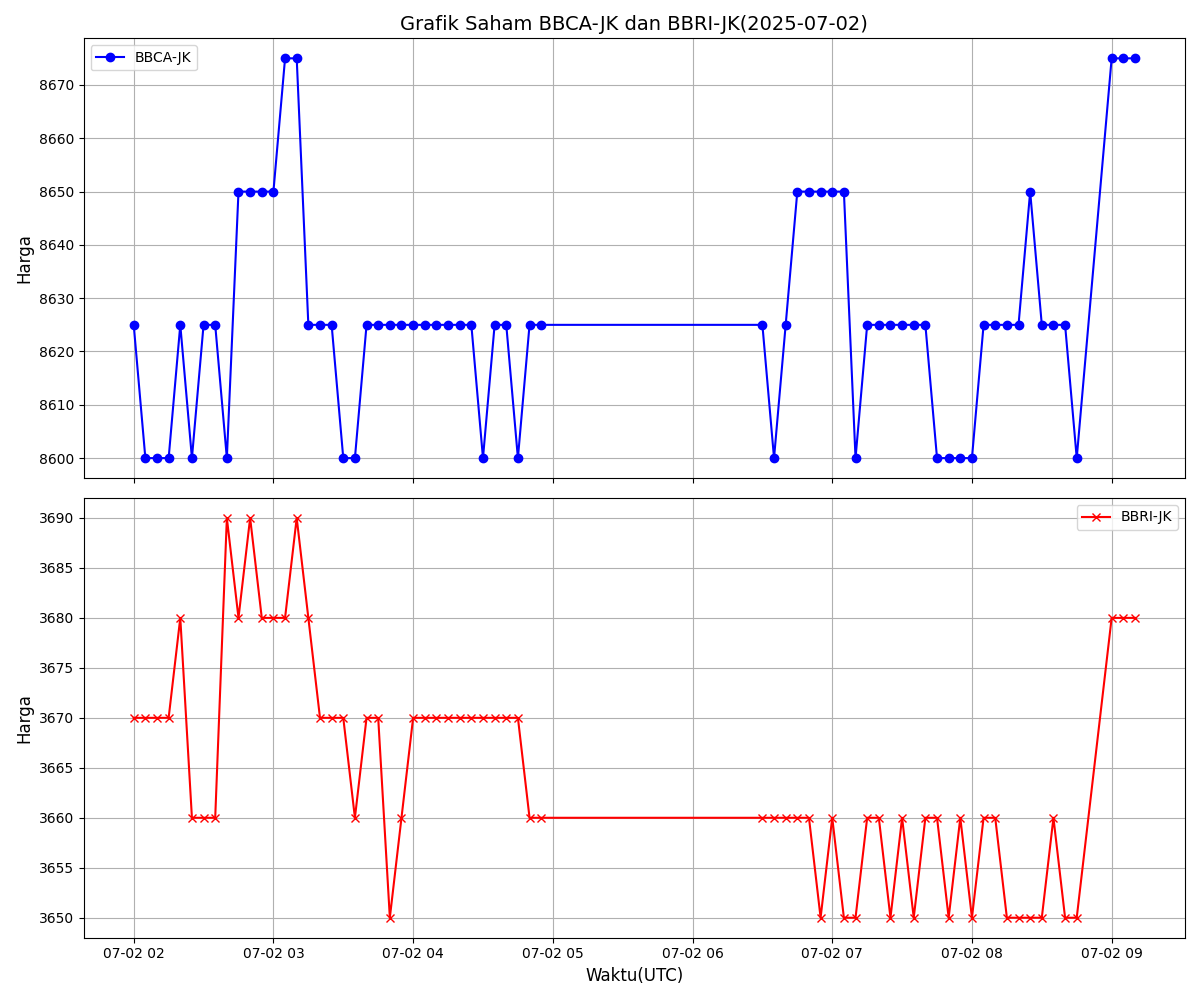 Grafik Saham BBCA-JK dan BBRI-JK(2025-07-02)
BBCA-JK
Harga
8670
8660
8650
8640
8630
8620
8610
8600
BBRI-JK
Harga
3690
3685
3680
3675
3670
3665
3660
3655
3650
07-02 02 07-02 03 07-02 04 07-02 05 07-02 06 07-02 07 07-02 08 07-02 09
Waktu(UTC)